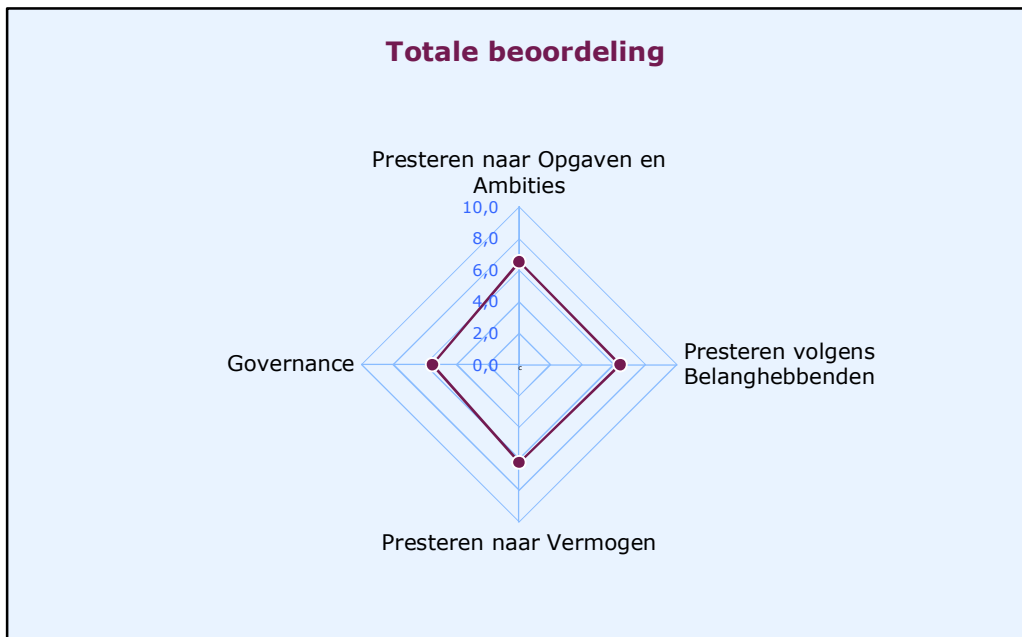 Totale beoordeling
Presteren naar Opgaven en
Ambities
10,0
8,0
6,0
4,0
2,0
0,0
c
Governance
Presteren volgens
Belanghebbenden
Presteren naar Vermogen